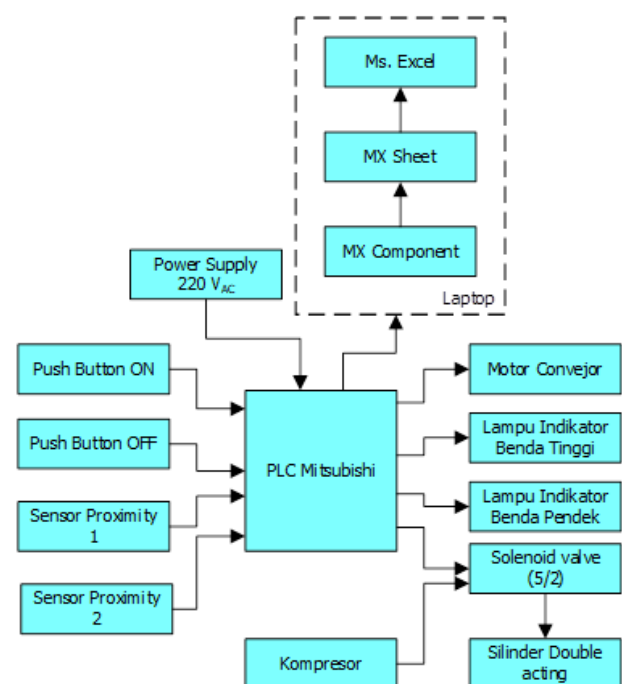 Ms. Excel
MX Sheet
MX Component
Laptop
Power Supply
220 VAC
Push Button ON
Push Button OFF
Sensor Proximity
1
Sensor Proximity
2
PLC Mitsubishi
Motor Convejor
Lampu Indikator
Benda Tinggi
Lampu Indikator
Benda Pendek
Solenoid valve
(5/2)
Kompresor
Silinder Double
acting